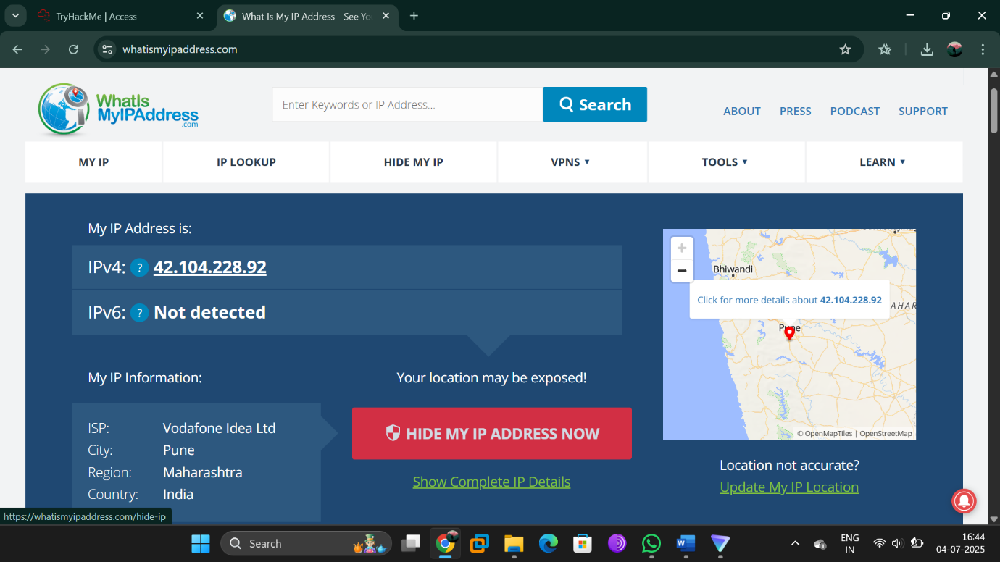 TryHackMe | Access
What Is My IP Address - See Yo
whatismyipaddress.com
WhatIs
MyIPAddress
.com
Enter Keywords or IP Address...
Search
ABOUT
PRESS
PODCAST
SUPPORT
MY IP
IP LOOKUP
HIDE MY IP
VPNS
TOOLS
LEARN
My IP Address is:
IPv4: ? 42.104.228.92
IPv6: ? Not detected
My IP Information:
ISP: Vodafone Idea Ltd
City: Pune
Region: Maharashtra
Country: India
Your location may be exposed!
HIDE MY IP ADDRESS NOW
Show Complete IP Details
Bhiwandi
Click for more details about 42.104.228.92
AHAR
Pune
© OpenMapTiles | OpenStreetMap
Location not accurate?
Update My IP Location
https://whatismyipaddress.com/hide-ip
Search
ENG
IN
16:44
04-07-2025